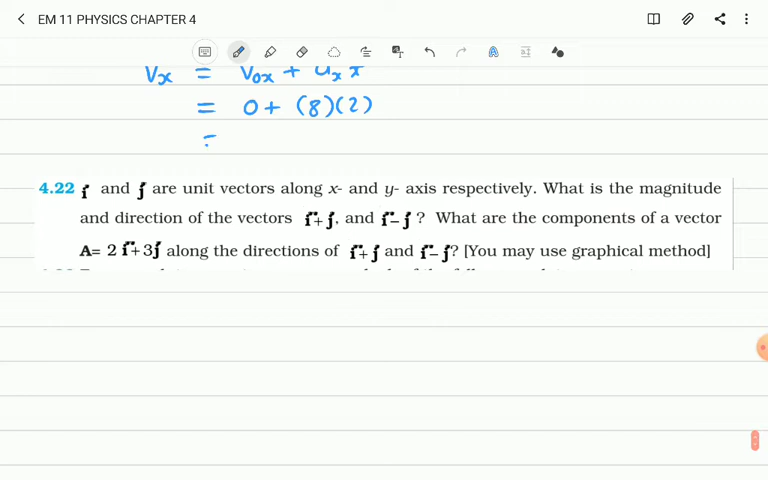 EM 11 PHYSICS CHAPTER 4
Vx = V0x + axt
= 0 + (8)(2)
=
4.22 î and ĵ are unit vectors along x- and y- axis respectively. What is the magnitude
and direction of the vectors î+ĵ, and î−ĵ ? What are the components of a vector
A= 2 î+3ĵ along the directions of î+ĵ and î−ĵ? [You may use graphical method]